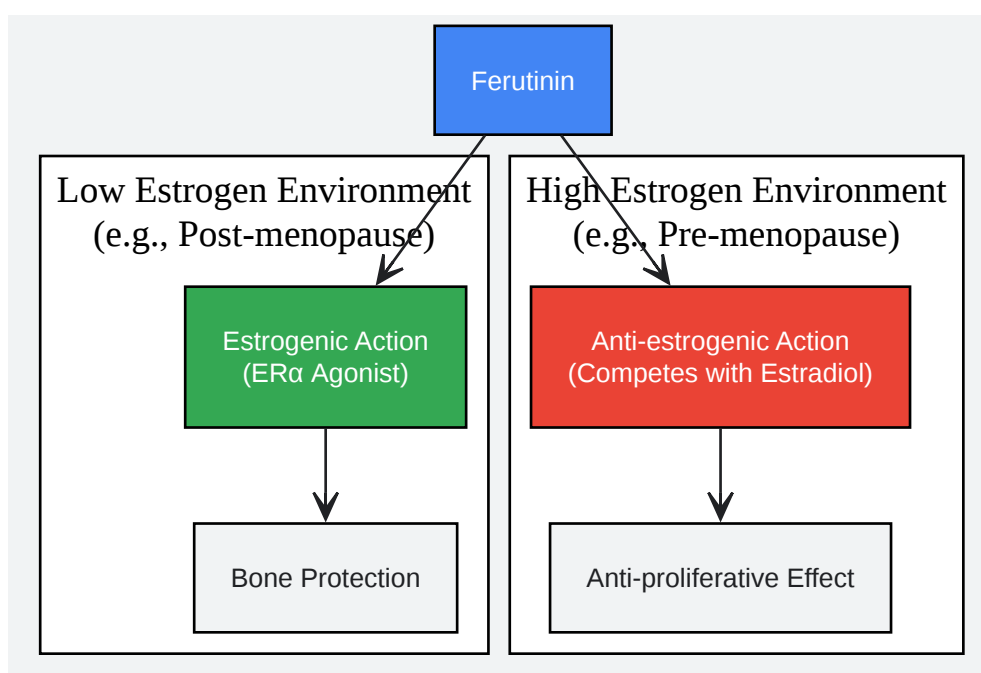 Ferutinin
Low Estrogen Environment
(e.g., Post-menopause)
High Estrogen Environment
(e.g., Pre-menopause)
Estrogenic Action
(ERα Agonist)
Anti-estrogenic Action
(Competes with Estradiol)
Bone Protection
Anti-proliferative Effect